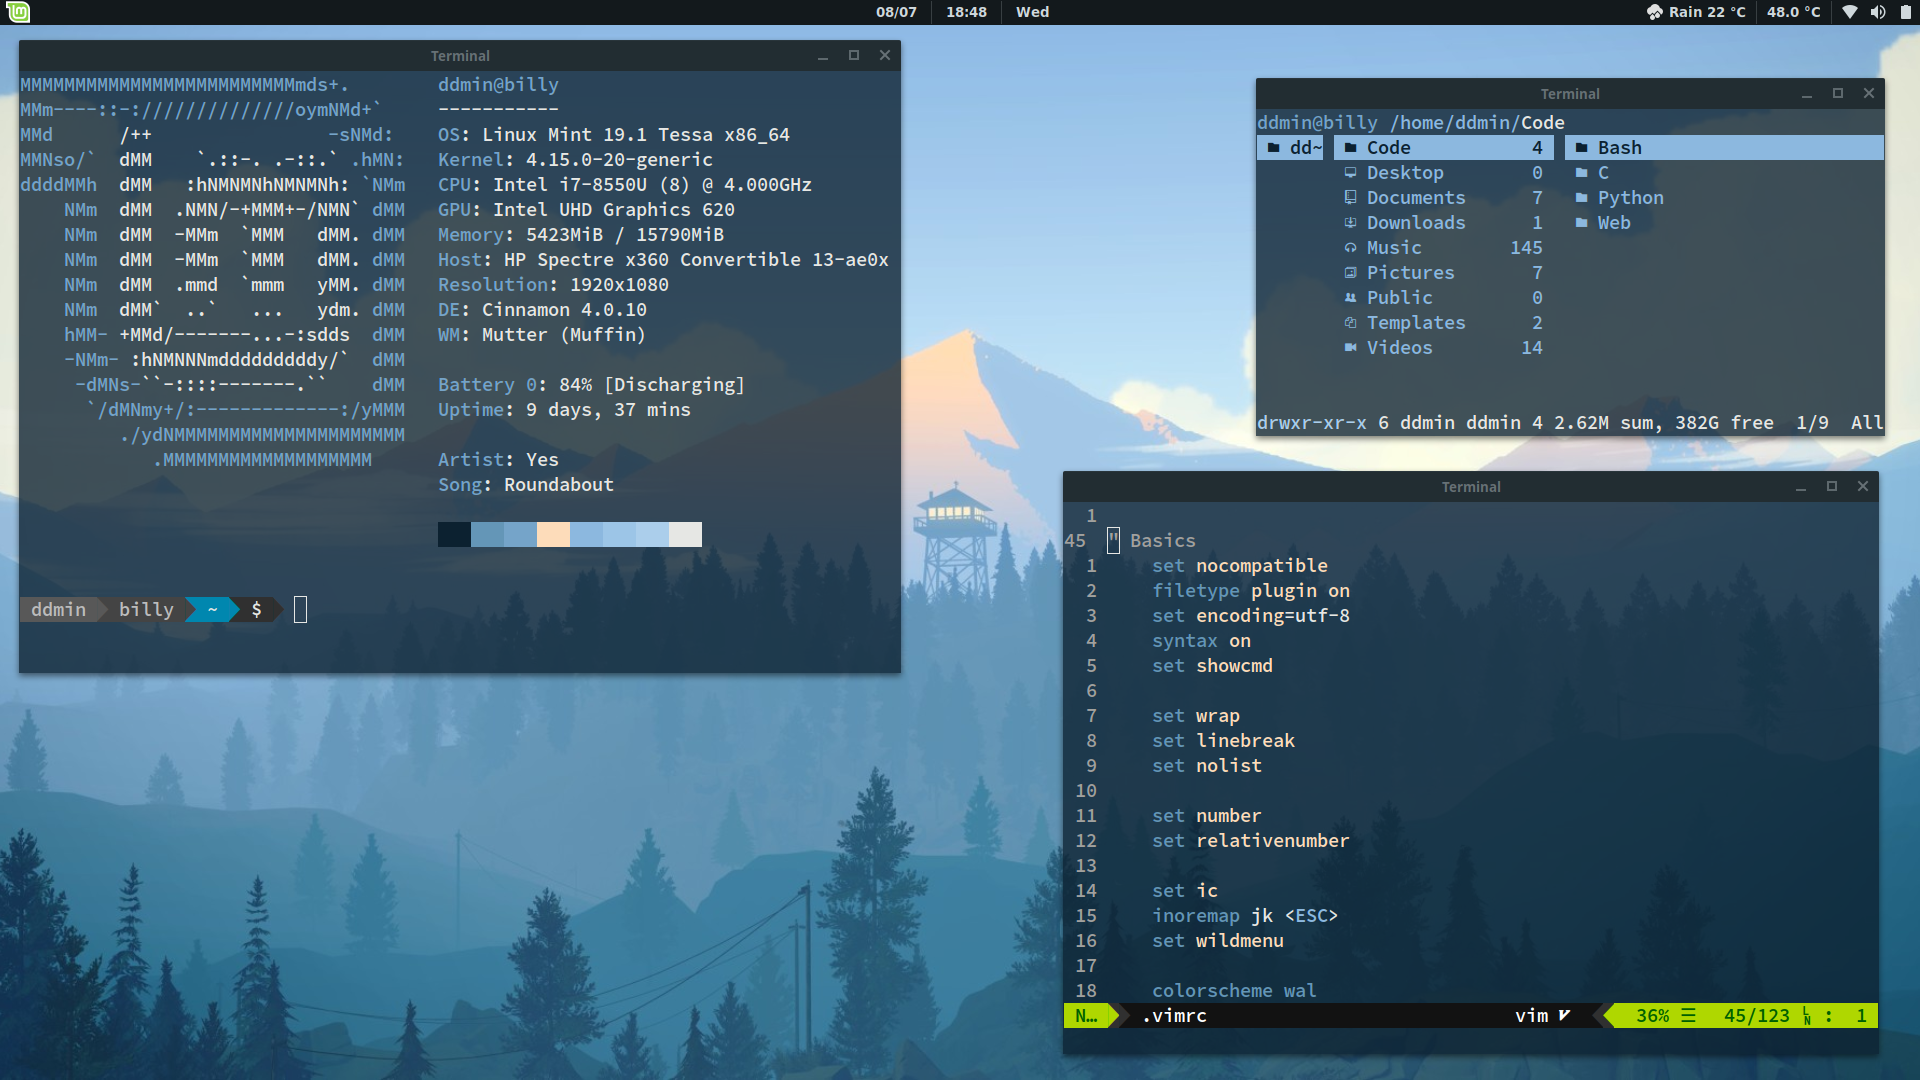 08/07 18:48 Wed Rain 22 °C 48.0 °C
Terminal
MMMMMMMMMMMMMMMMMMMMMMMMMmds+. ddmin@billy
MMm----::-://////////////oymNMd+` -----------
MMd /++ -sNMd: OS: Linux Mint 19.1 Tessa x86_64
MMNso/` dMM `.::-. .-::.` .hMN: Kernel: 4.15.0-20-generic
ddddMMh dMM :hNMNMNhNMNMNh: `NMm CPU: Intel i7-8550U (8) @ 4.000GHz
NMm dMM .NMN/-+MMM+-/NMN` dMM GPU: Intel UHD Graphics 620
NMm dMM -MMm `MMM dMM. dMM Memory: 5423MiB / 15790MiB
NMm dMM -MMm `MMM dMM. dMM Host: HP Spectre x360 Convertible 13-ae0x
NMm dMM .mmd `mmm yMM. dMM Resolution: 1920x1080
NMm dMM` ..` ... ydm. dMM DE: Cinnamon 4.0.10
hMM- +MMd/-------...-:sdds dMM WM: Mutter (Muffin)
-NMm- :hNMNNNmdddddddddy/` dMM
-dMNs-``-::::-------.`` dMM Battery 0: 84% [Discharging]
`/dMNmy+/:-------------:/yMMM Uptime: 9 days, 37 mins
./ydNMMMMMMMMMMMMMMMMMMMMM
.MMMMMMMMMMMMMMMMMMM Artist: Yes
Song: Roundabout
ddmin billy ~ $
Terminal
ddmin@billy /home/ddmin/Code
dd~ Code 4 Bash
Desktop 0 C
Documents 7 Python
Downloads 1 Web
Music 145
Pictures 7
Public 0
Templates 2
Videos 14
drwxr-xr-x 6 ddmin ddmin 4 2.62M sum, 382G free 1/9 All
Terminal
1
45 " Basics
1 set nocompatible
2 filetype plugin on
3 set encoding=utf-8
4 syntax on
5 set showcmd
6
7 set wrap
8 set linebreak
9 set nolist
10
11 set number
12 set relativenumber
13
14 set ic
15 inoremap jk <ESC>
16 set wildmenu
17
18 colorscheme wal
N… .vimrc vim 36% ☰ 45/123 ␊ : 1